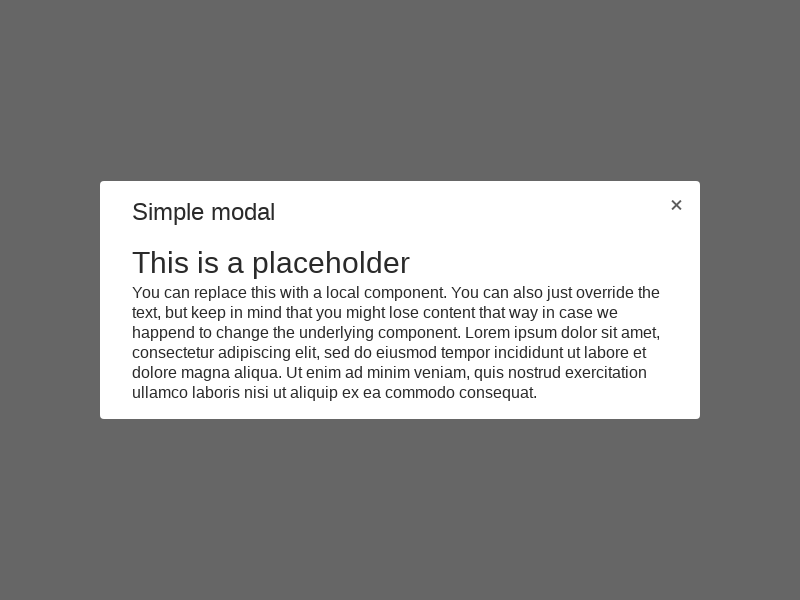 Simple modal
This is a placeholder
You can replace this with a local component. You can also just override the
text, but keep in mind that you might lose content that way in case we
happend to change the underlying component. Lorem ipsum dolor sit amet,
consectetur adipiscing elit, sed do eiusmod tempor incididunt ut labore et
dolore magna aliqua. Ut enim ad minim veniam, quis nostrud exercitation
ullamco laboris nisi ut aliquip ex ea commodo consequat.